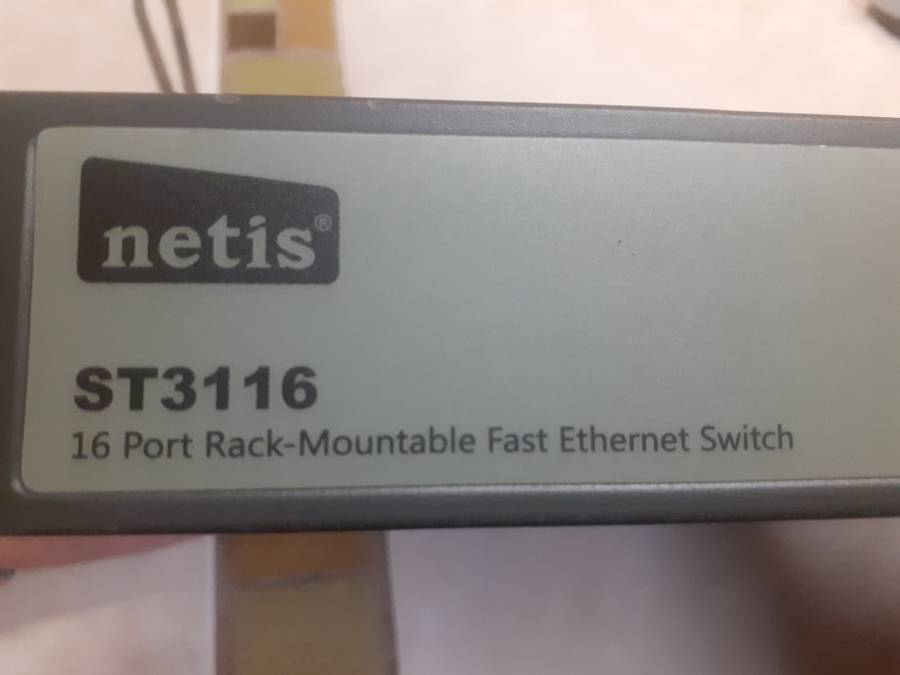 netis®
ST3116
16 Port Rack-Mountable Fast Ethernet Switch